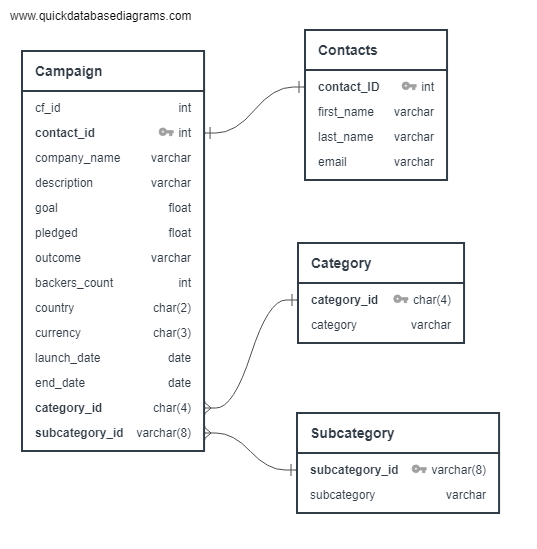 www.quickdatabasediagrams.com
Campaign
cf_id int
contact_id int
company_name varchar
description varchar
goal float
pledged float
outcome varchar
backers_count int
country char(2)
currency char(3)
launch_date date
end_date date
category_id char(4)
subcategory_id varchar(8)
Contacts
contact_ID int
first_name varchar
last_name varchar
email varchar
Category
category_id char(4)
category varchar
Subcategory
subcategory_id varchar(8)
subcategory varchar